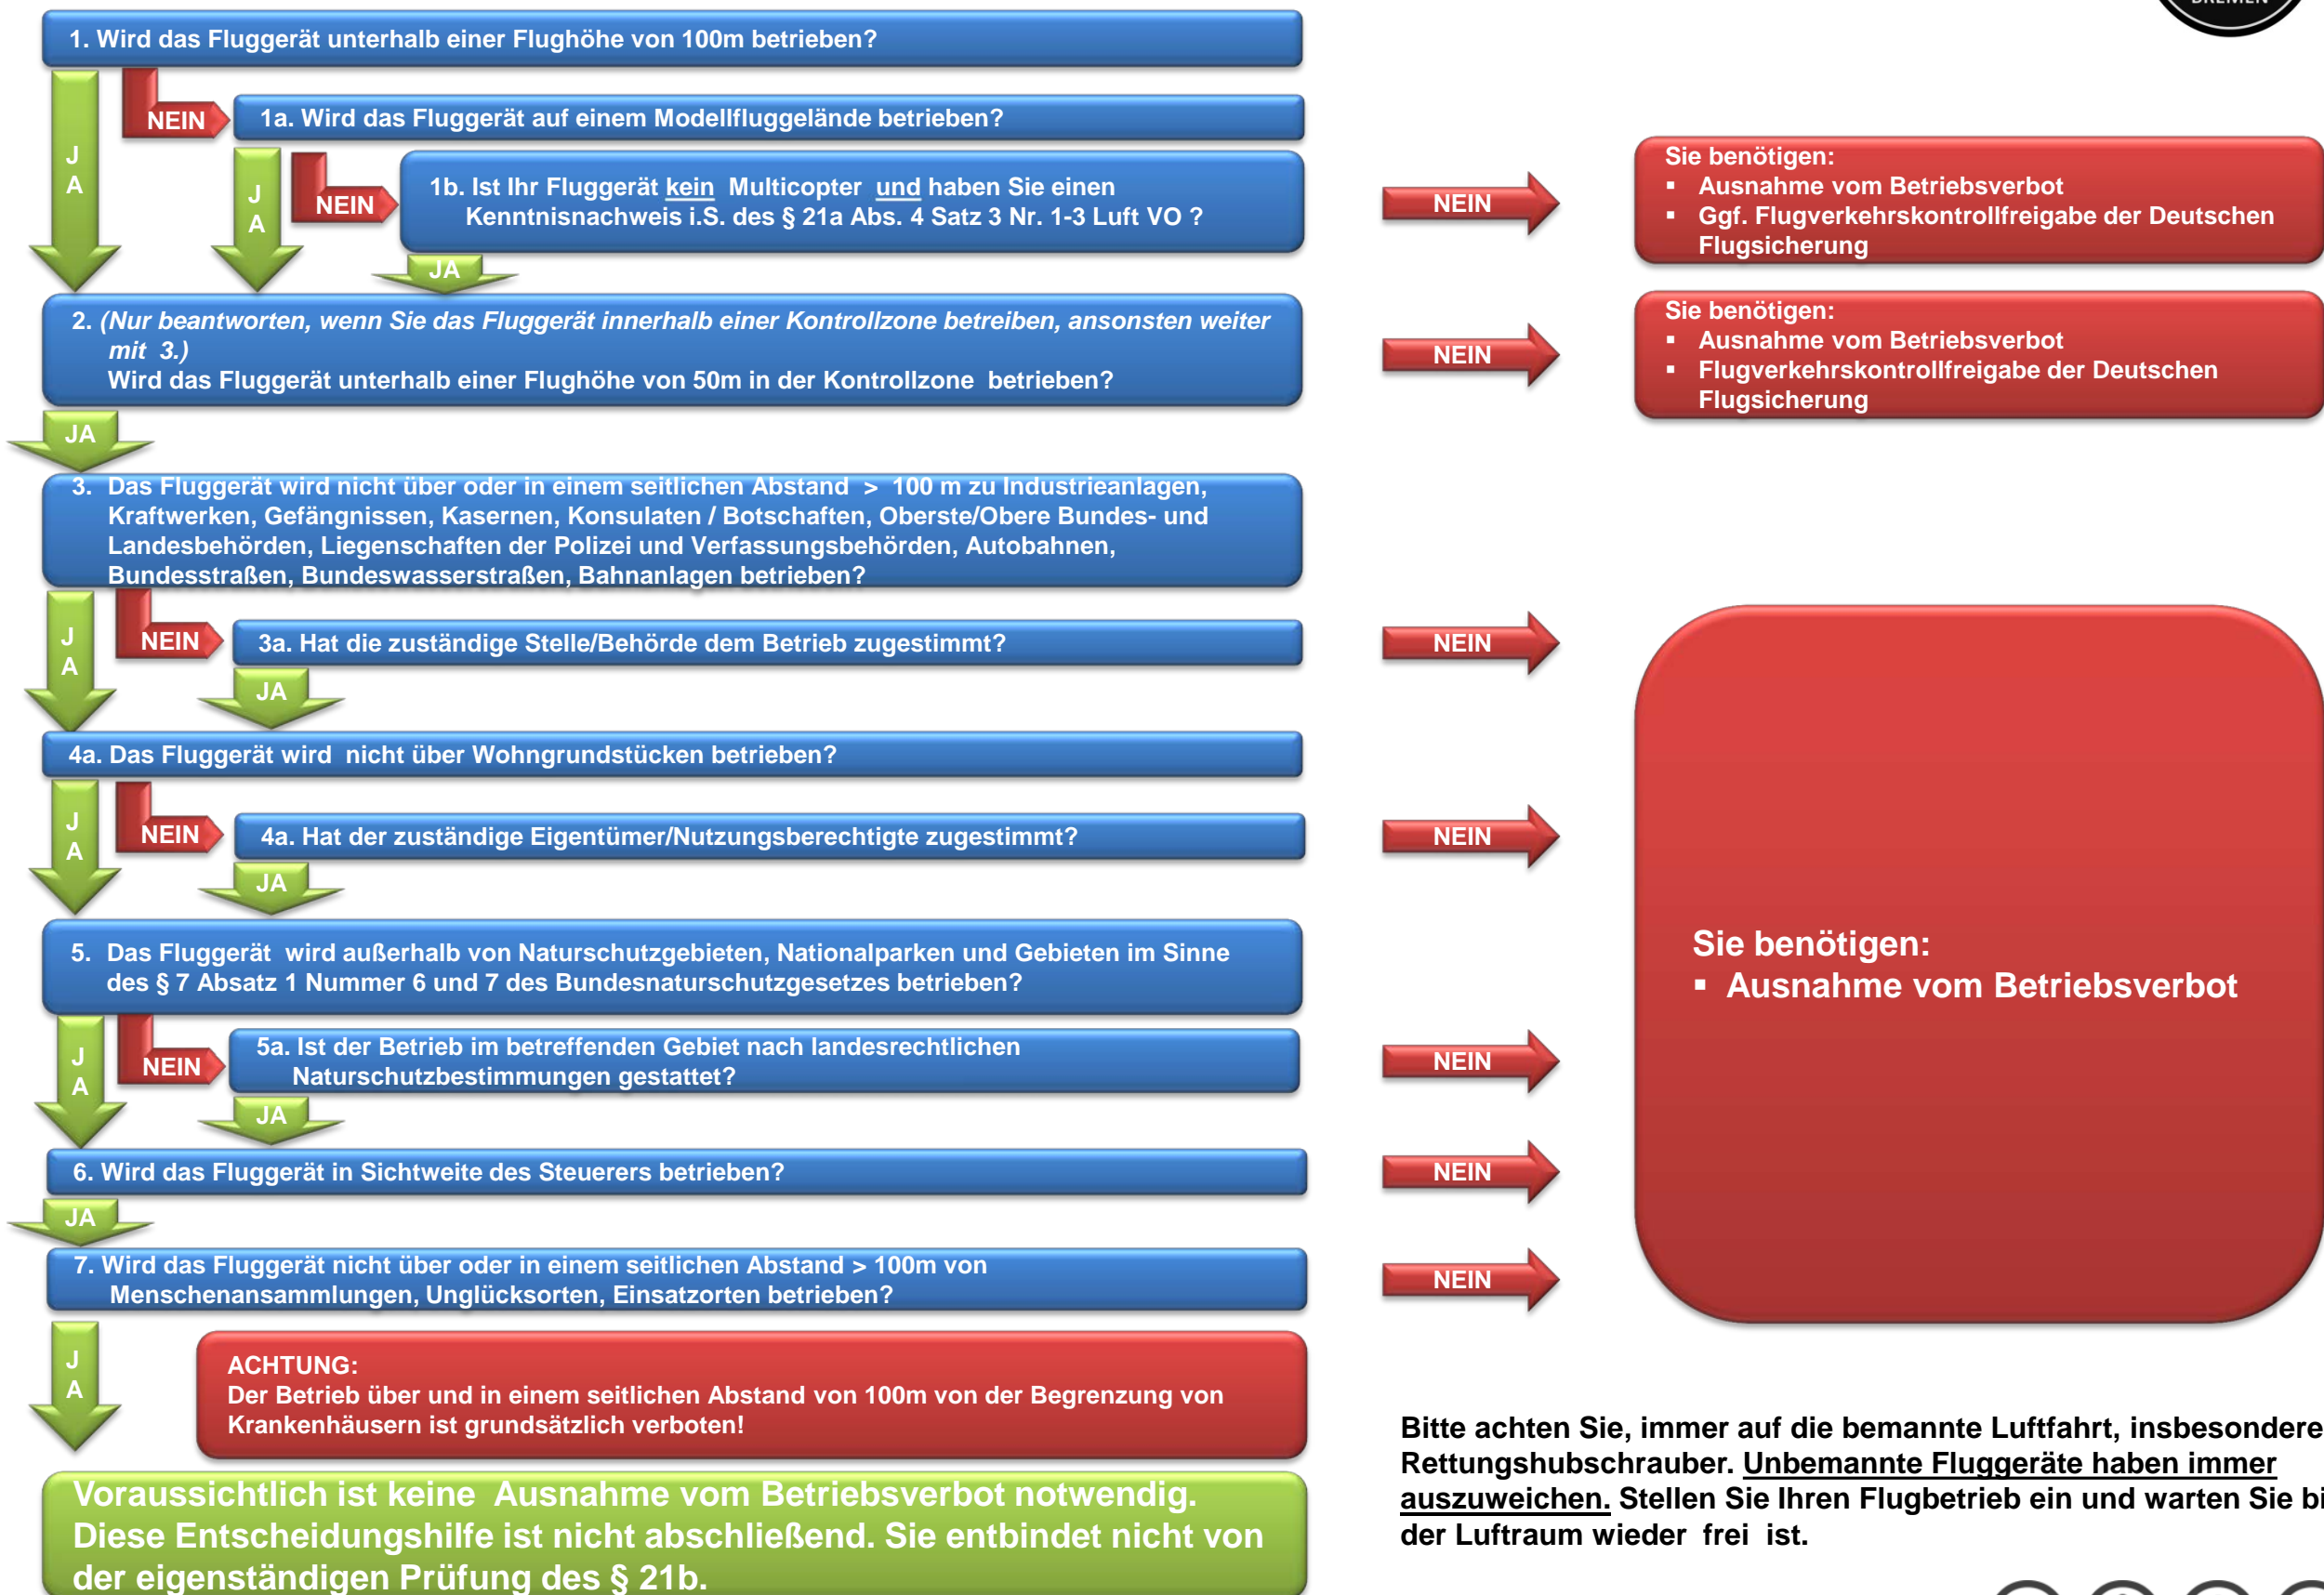 BREMEN
1. Wird das Fluggerät unterhalb einer Flughöhe von 100m betrieben?
JA
NEIN
1a. Wird das Fluggerät auf einem Modellfluggelände betrieben?
JA
NEIN
1b. Ist Ihr Fluggerät kein Multicopter und haben Sie einen
Kenntnisnachweis i.S. des § 21a Abs. 4 Satz 3 Nr. 1-3 Luft VO ?
JA
NEIN
Sie benötigen:
▪ Ausnahme vom Betriebsverbot
▪ Ggf. Flugverkehrskontrollfreigabe der Deutschen
Flugsicherung
2. (Nur beantworten, wenn Sie das Fluggerät innerhalb einer Kontrollzone betreiben, ansonsten weiter
mit 3.)
Wird das Fluggerät unterhalb einer Flughöhe von 50m in der Kontrollzone betrieben?
NEIN
Sie benötigen:
▪ Ausnahme vom Betriebsverbot
▪ Flugverkehrskontrollfreigabe der Deutschen
Flugsicherung
JA
3. Das Fluggerät wird nicht über oder in einem seitlichen Abstand > 100 m zu Industrieanlagen,
Kraftwerken, Gefängnissen, Kasernen, Konsulaten / Botschaften, Oberste/Obere Bundes- und
Landesbehörden, Liegenschaften der Polizei und Verfassungsbehörden, Autobahnen,
Bundesstraßen, Bundeswasserstraßen, Bahnanlagen betrieben?
JA
NEIN
3a. Hat die zuständige Stelle/Behörde dem Betrieb zugestimmt?
NEIN
JA
4a. Das Fluggerät wird nicht über Wohngrundstücken betrieben?
JA
NEIN
4a. Hat der zuständige Eigentümer/Nutzungsberechtigte zugestimmt?
NEIN
JA
5. Das Fluggerät wird außerhalb von Naturschutzgebieten, Nationalparken und Gebieten im Sinne
des § 7 Absatz 1 Nummer 6 und 7 des Bundesnaturschutzgesetzes betrieben?
Sie benötigen:
▪ Ausnahme vom Betriebsverbot
JA
NEIN
5a. Ist der Betrieb im betreffenden Gebiet nach landesrechtlichen
Naturschutzbestimmungen gestattet?
NEIN
JA
6. Wird das Fluggerät in Sichtweite des Steuerers betrieben?
NEIN
JA
7. Wird das Fluggerät nicht über oder in einem seitlichen Abstand > 100m von
Menschenansammlungen, Unglücksorten, Einsatzorten betrieben?
NEIN
JA
ACHTUNG:
Der Betrieb über und in einem seitlichen Abstand von 100m von der Begrenzung von
Krankenhäusern ist grundsätzlich verboten!
Voraussichtlich ist keine Ausnahme vom Betriebsverbot notwendig.
Diese Entscheidungshilfe ist nicht abschließend. Sie entbindet nicht von
der eigenständigen Prüfung des § 21b.
Bitte achten Sie, immer auf die bemannte Luftfahrt, insbesondere
Rettungshubschrauber. Unbemannte Fluggeräte haben immer
auszuweichen. Stellen Sie Ihren Flugbetrieb ein und warten Sie bi
der Luftraum wieder frei ist.